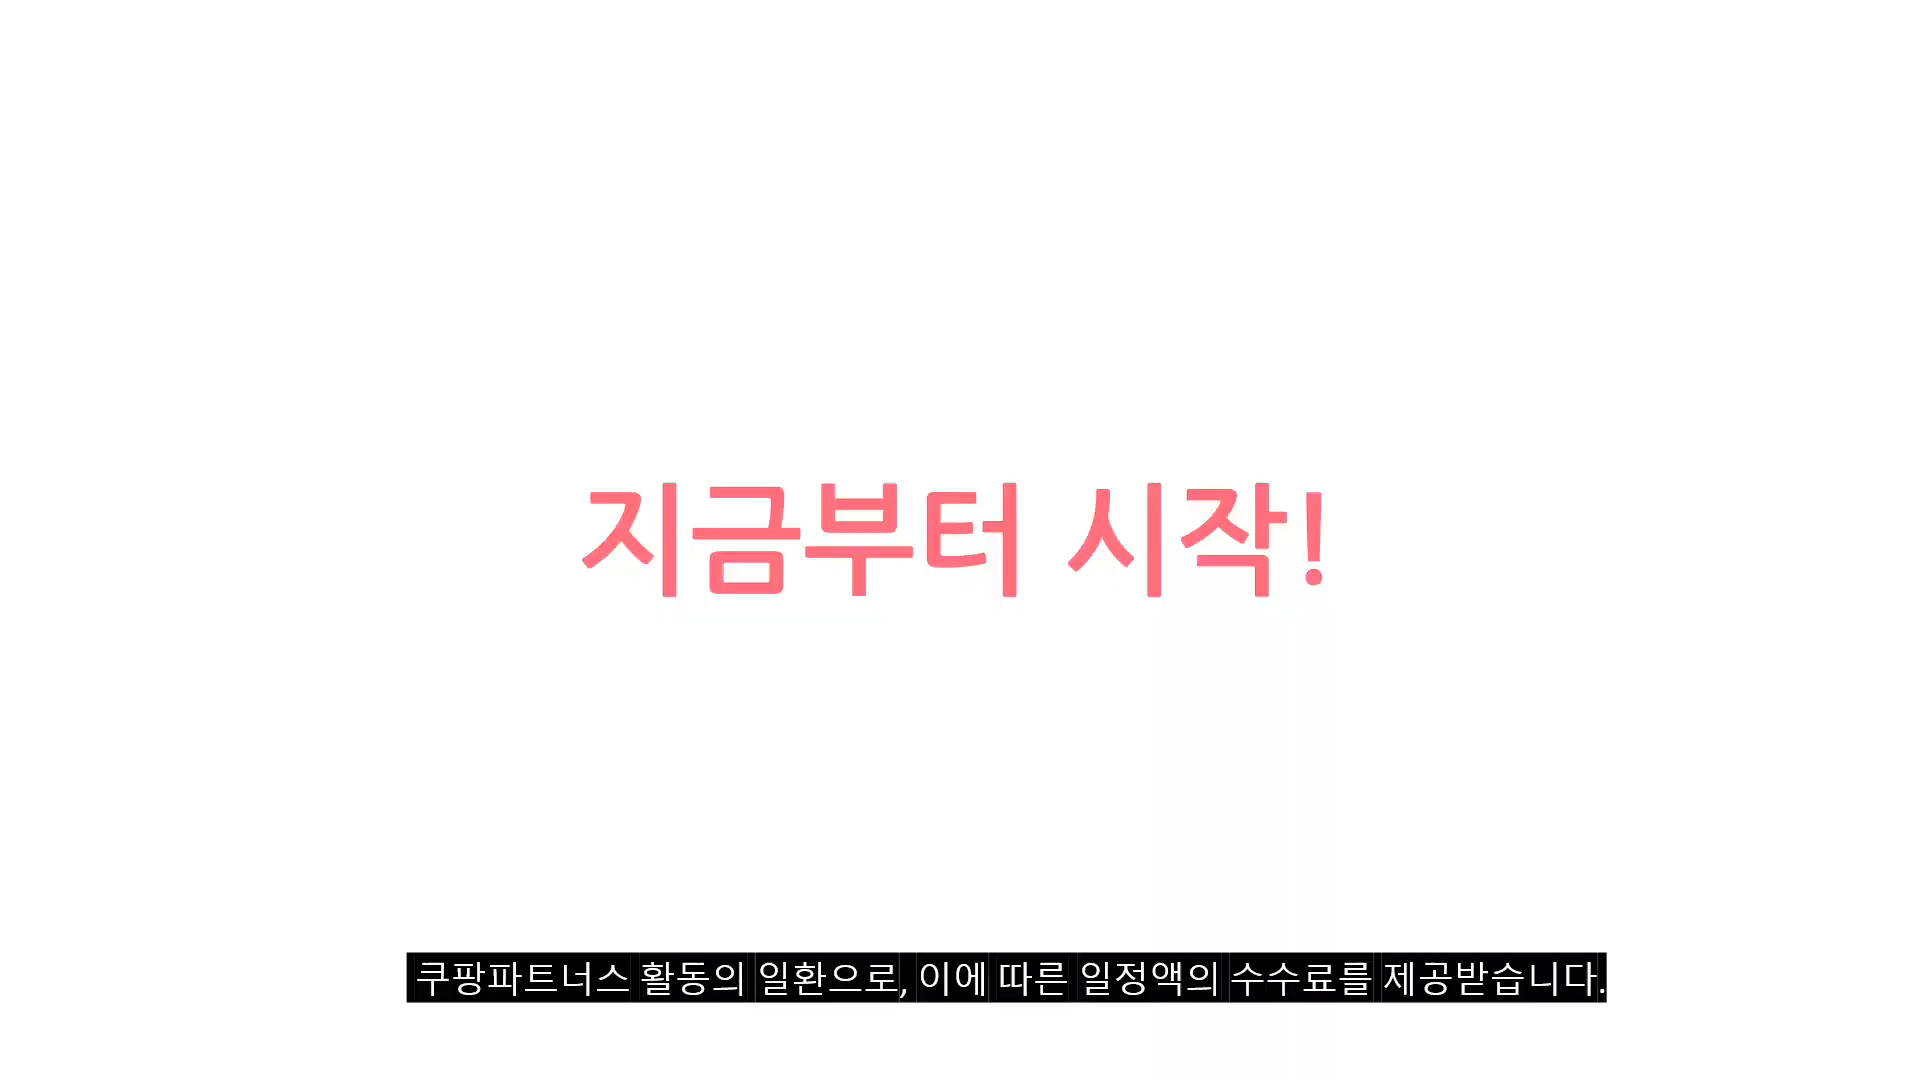 지금부터 시작!
쿠팡파트너스 활동의 일환으로, 이에 따른 일정액의 수수료를 제공받습니다.